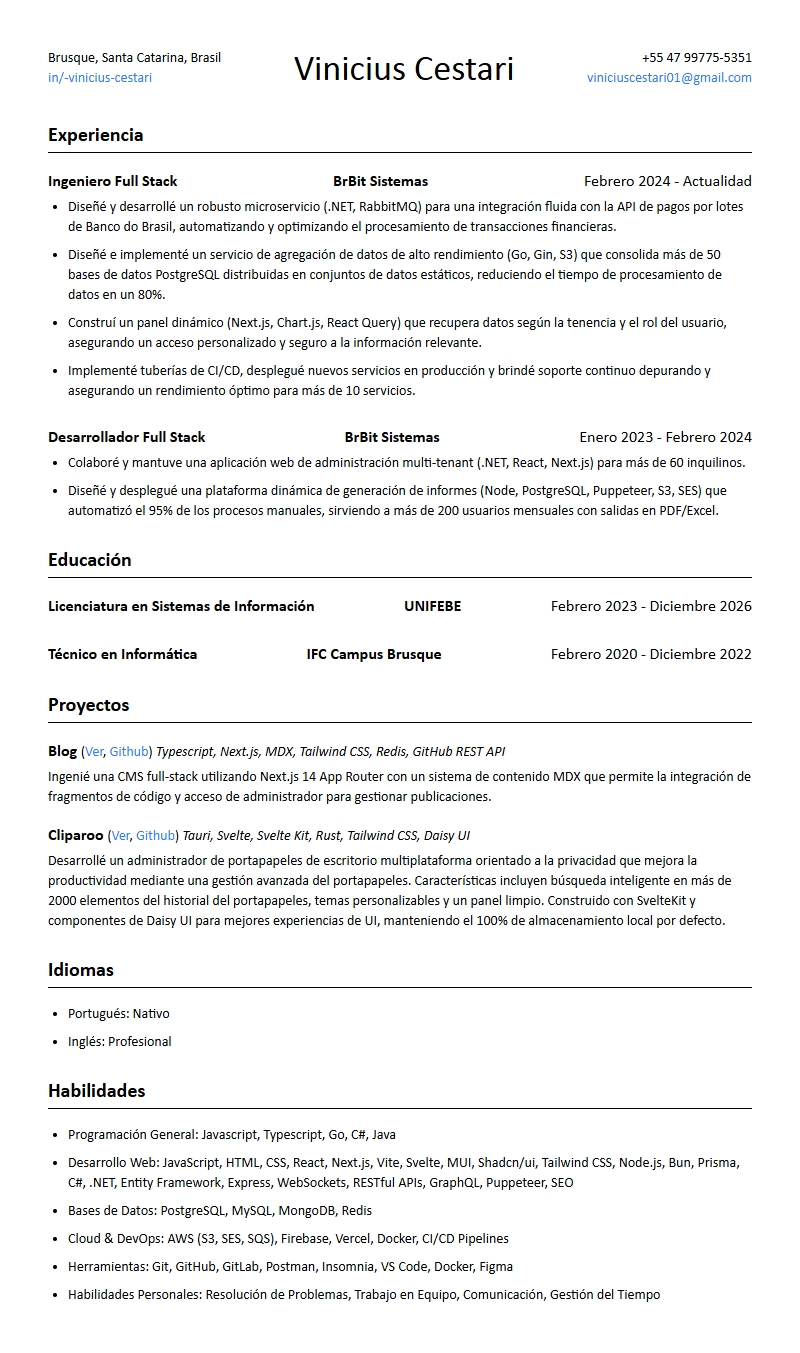 Brusque, Santa Catarina, Brasil
in/-vinicius-cestari
Vinicius Cestari
+55 47 99775-5351
viniciuscestari01@gmail.com
Experiencia
Ingeniero Full Stack BrBit Sistemas Febrero 2024 - Actualidad
• Diseñé y desarrollé un robusto microservicio (.NET, RabbitMQ) para una integración fluida con la API de pagos por lotes
de Banco do Brasil, automatizando y optimizando el procesamiento de transacciones financieras.
• Diseñé e implementé un servicio de agregación de datos de alto rendimiento (Go, Gin, S3) que consolida más de 50
bases de datos PostgreSQL distribuidas en conjuntos de datos estáticos, reduciendo el tiempo de procesamiento de
datos en un 80%.
• Construí un panel dinámico (Next.js, Chart.js, React Query) que recupera datos según la tenencia y el rol del usuario,
asegurando un acceso personalizado y seguro a la información relevante.
• Implementé tuberías de CI/CD, desplegué nuevos servicios en producción y brindé soporte continuo depurando y
asegurando un rendimiento óptimo para más de 10 servicios.
Desarrollador Full Stack BrBit Sistemas Enero 2023 - Febrero 2024
• Colaboré y mantuve una aplicación web de administración multi-tenant (.NET, React, Next.js) para más de 60 inquilinos.
• Diseñé y desplegué una plataforma dinámica de generación de informes (Node, PostgreSQL, Puppeteer, S3, SES) que
automatizó el 95% de los procesos manuales, sirviendo a más de 200 usuarios mensuales con salidas en PDF/Excel.
Educación
Licenciatura en Sistemas de Información UNIFEBE Febrero 2023 - Diciembre 2026
Técnico en Informática IFC Campus Brusque Febrero 2020 - Diciembre 2022
Proyectos
Blog (Ver, Github) Typescript, Next.js, MDX, Tailwind CSS, Redis, GitHub REST API
Ingenié una CMS full-stack utilizando Next.js 14 App Router con un sistema de contenido MDX que permite la integración de
fragmentos de código y acceso de administrador para gestionar publicaciones.
Cliparoo (Ver, Github) Tauri, Svelte, Svelte Kit, Rust, Tailwind CSS, Daisy UI
Desarrollé un administrador de portapapeles de escritorio multiplataforma orientado a la privacidad que mejora la
productividad mediante una gestión avanzada del portapapeles. Características incluyen búsqueda inteligente en más de
2000 elementos del historial del portapapeles, temas personalizables y un panel limpio. Construido con SvelteKit y
componentes de Daisy UI para mejores experiencias de UI, manteniendo el 100% de almacenamiento local por defecto.
Idiomas
• Portugués: Nativo
• Inglés: Profesional
Habilidades
• Programación General: Javascript, Typescript, Go, C#, Java
• Desarrollo Web: JavaScript, HTML, CSS, React, Next.js, Vite, Svelte, MUI, Shadcn/ui, Tailwind CSS, Node.js, Bun, Prisma,
C#, .NET, Entity Framework, Express, WebSockets, RESTful APIs, GraphQL, Puppeteer, SEO
• Bases de Datos: PostgreSQL, MySQL, MongoDB, Redis
• Cloud & DevOps: AWS (S3, SES, SQS), Firebase, Vercel, Docker, CI/CD Pipelines
• Herramientas: Git, GitHub, GitLab, Postman, Insomnia, VS Code, Docker, Figma
• Habilidades Personales: Resolución de Problemas, Trabajo en Equipo, Comunicación, Gestión del Tiempo